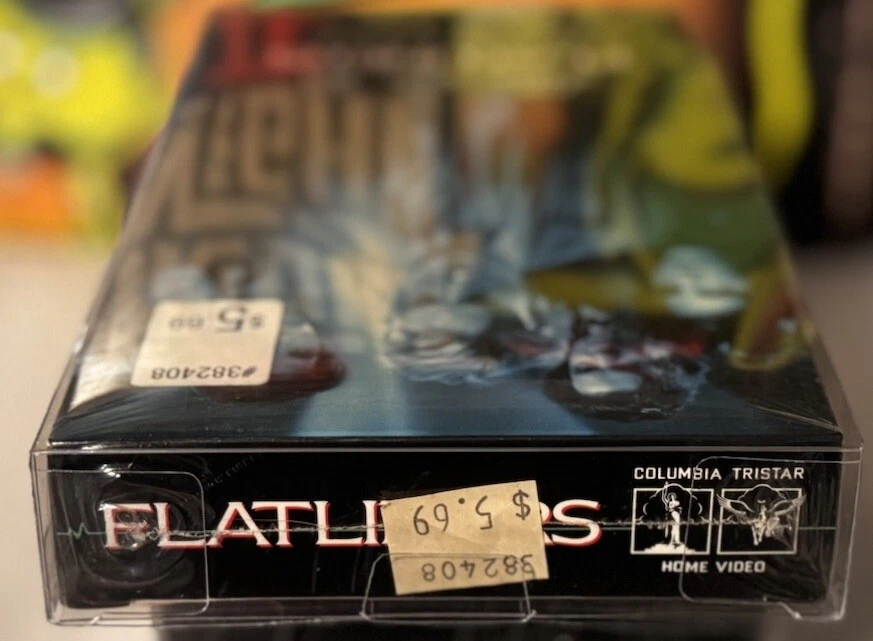 #382408
$5.69
FLATLI RS
382408
$ 5.69
COLUMBIA TRISTAR
HOME VIDEO